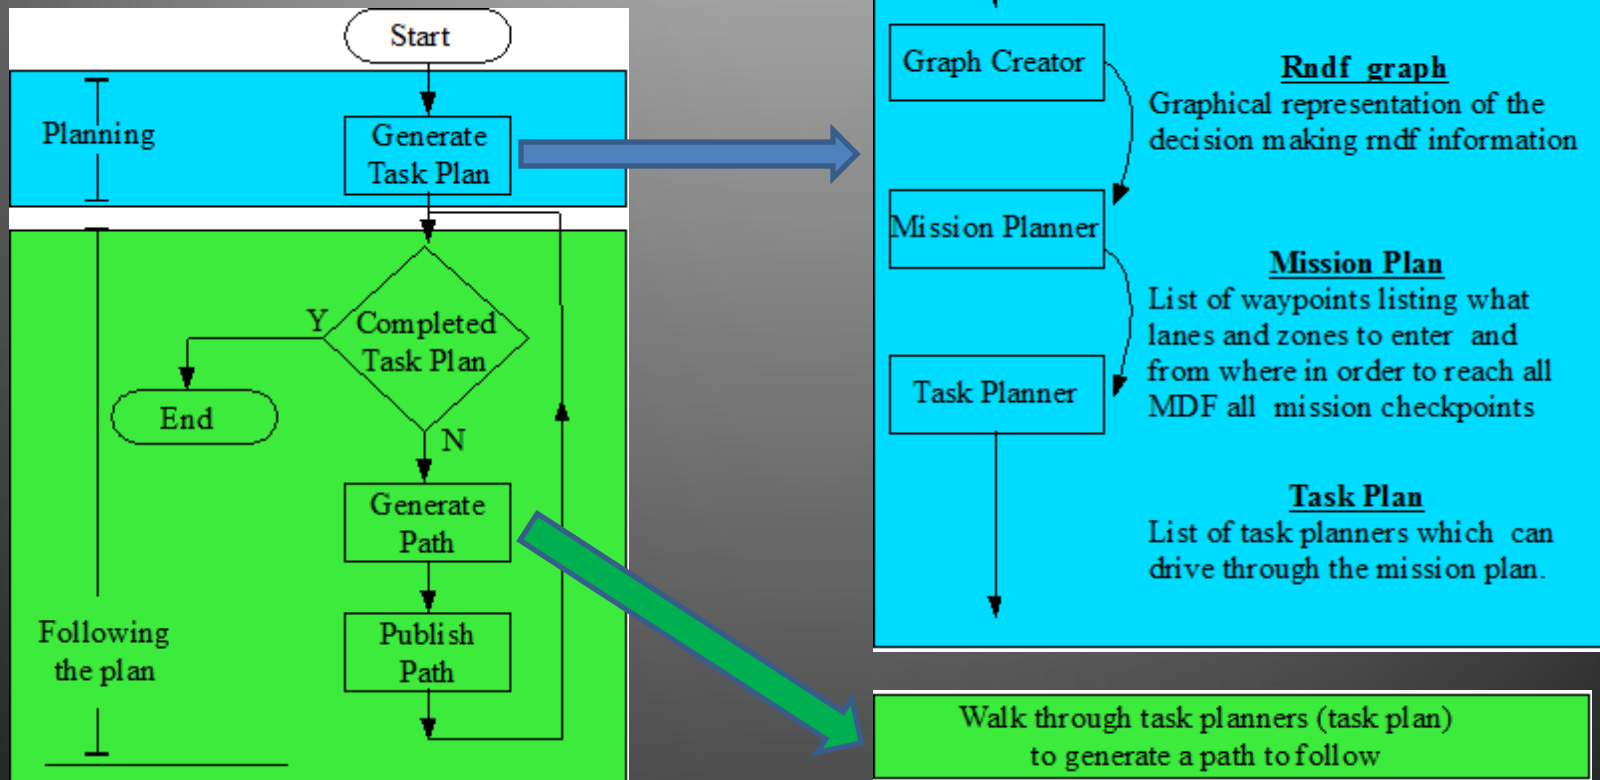 Start
Planning
Generate
Task Plan
Y
Completed
Task Plan
End
N
Generate
Path
Following
the plan
Publish
Path
Graph Creator
Rndf graph
Graphical representation of the
decision making rndf information
Mission Planner
Mission Plan
List of waypoints listing what
lanes and zones to enter and
from where in order to reach all
MDF all mission checkpoints
Task Planner
Task Plan
List of task planners which can
drive through the mission plan.
Walk through task planners (task plan)
to generate a path to follow